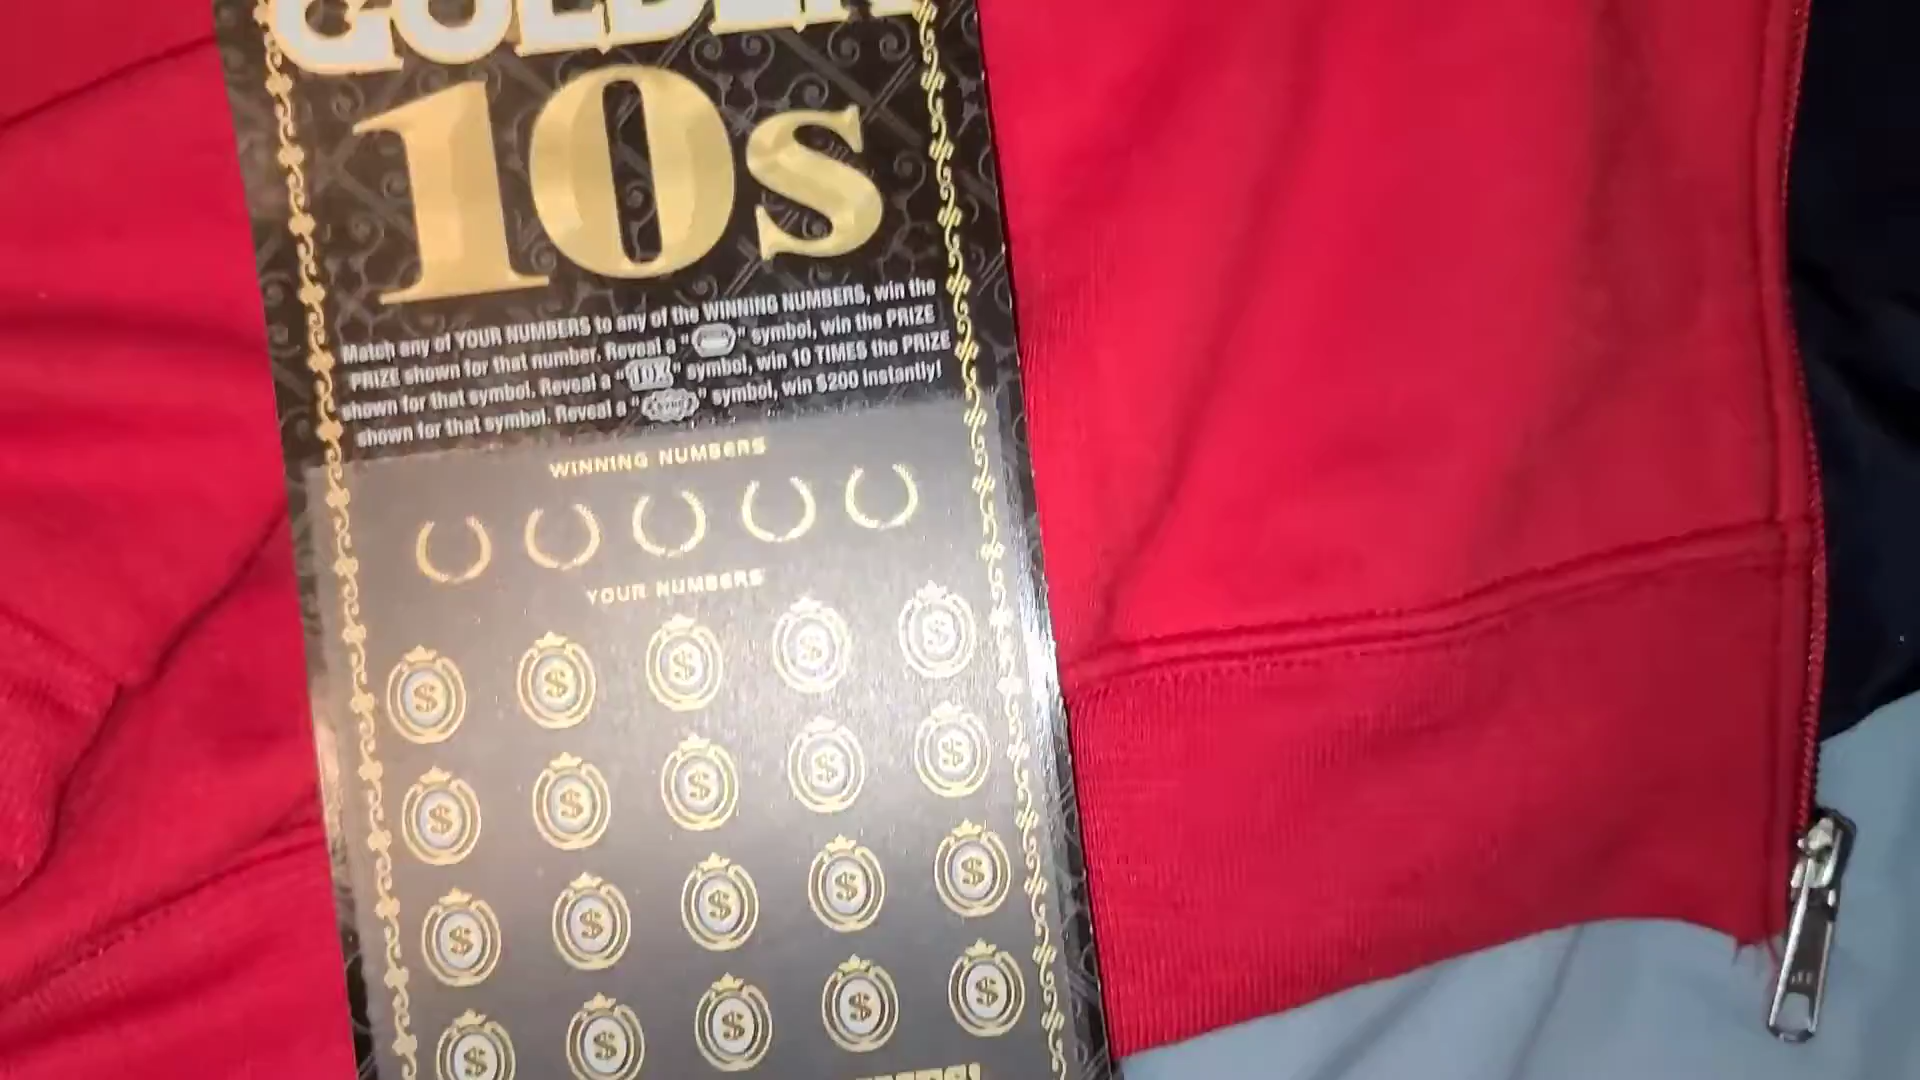 GOLDEN
10s
Match any of YOUR NUMBERS to any of the WINNING NUMBERS, win the
PRIZE shown for that number. Reveal a " " symbol, win the PRIZE
shown for that symbol. Reveal a "10X" symbol, win 10 TIMES the PRIZE
shown for that symbol. Reveal a " " symbol, win $200 instantly!
WINNING NUMBERS
YOUR NUMBERS
$ $ $ $ $
$ $ $ $ $
$ $ $ $ $
$ $ $ $ $